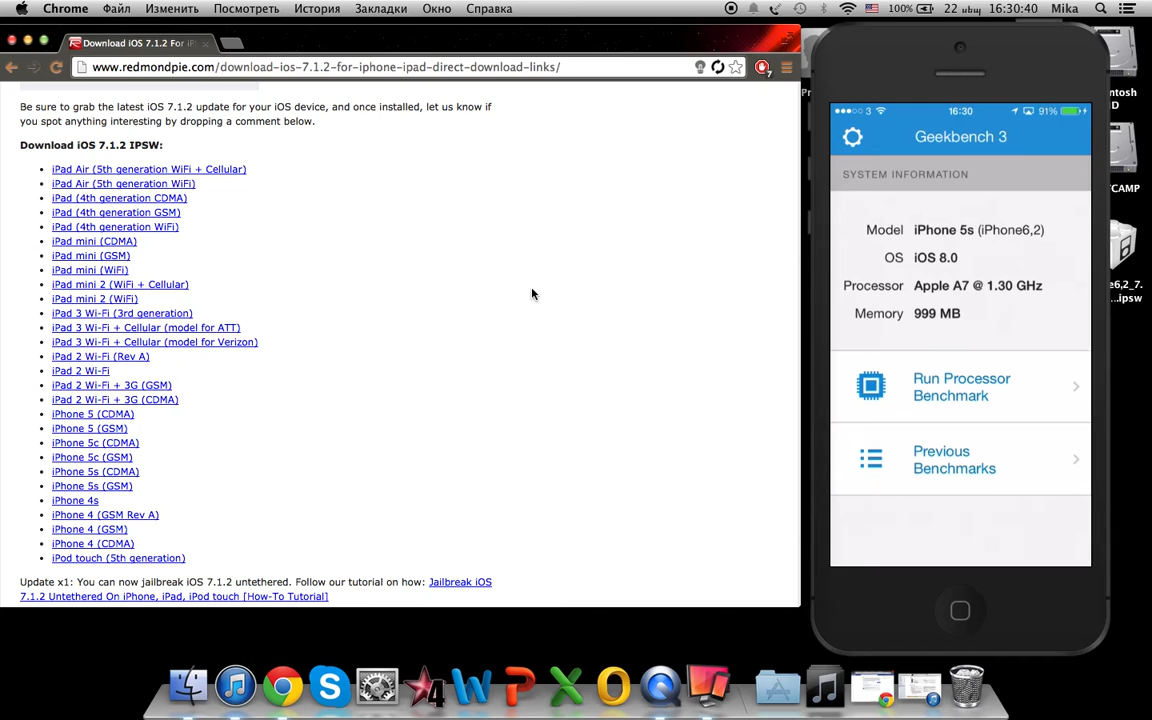 Chrome Файл Изменить Посмотреть История Закладки Окно Справка 100% 22 սեպ 16:30:40 Mika
Download iOS 7.1.2 For iP
www.redmondpie.com/download-ios-7.1.2-for-iphone-ipad-direct-download-links/
7
Be sure to grab the latest iOS 7.1.2 update for your iOS device, and once installed, let us know if
you spot anything interesting by dropping a comment below.
Download iOS 7.1.2 IPSW:
iPad Air (5th generation WiFi + Cellular)
iPad Air (5th generation WiFi)
iPad (4th generation CDMA)
iPad (4th generation GSM)
iPad (4th generation WiFi)
iPad mini (CDMA)
iPad mini (GSM)
iPad mini (WiFi)
iPad mini 2 (WiFi + Cellular)
iPad mini 2 (WiFi)
iPad 3 Wi-Fi (3rd generation)
iPad 3 Wi-Fi + Cellular (model for ATT)
iPad 3 Wi-Fi + Cellular (model for Verizon)
iPad 2 Wi-Fi (Rev A)
iPad 2 Wi-Fi
iPad 2 Wi-Fi + 3G (GSM)
iPad 2 Wi-Fi + 3G (CDMA)
iPhone 5 (CDMA)
iPhone 5 (GSM)
iPhone 5c (CDMA)
iPhone 5c (GSM)
iPhone 5s (CDMA)
iPhone 5s (GSM)
iPhone 4s
iPhone 4 (GSM Rev A)
iPhone 4 (GSM)
iPhone 4 (CDMA)
iPod touch (5th generation)
Update x1: You can now jailbreak iOS 7.1.2 untethered. Follow our tutorial on how: Jailbreak iOS
7.1.2 Untethered On iPhone, iPad, iPod touch [How-To Tutorial]
3 16:30 91%
Geekbench 3
SYSTEM INFORMATION
Model iPhone 5s (iPhone6,2)
OS iOS 8.0
Processor Apple A7 @ 1.30 GHz
Memory 999 MB
Run Processor
Benchmark
Previous
Benchmarks
ntosh
D
CAMP
e6,2_7.
...ipsw